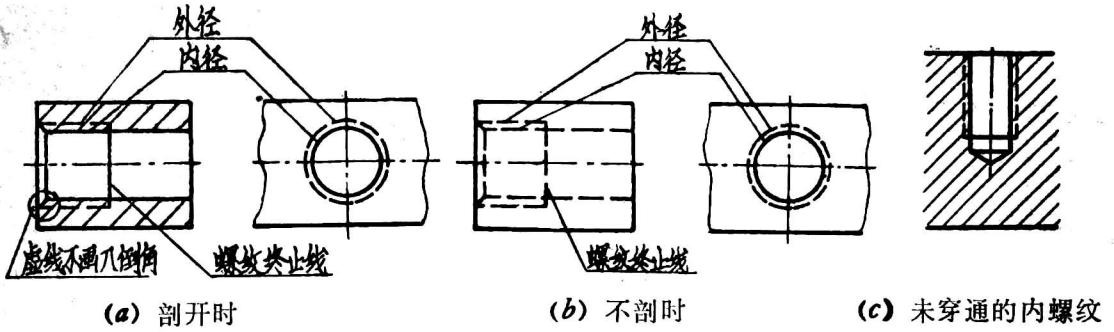 外径
内径
虚线不画入倒角
螺纹终止线
(a) 剖开时
外径
内径
螺纹终止线
(b) 不剖时
(c) 未穿通的内螺纹